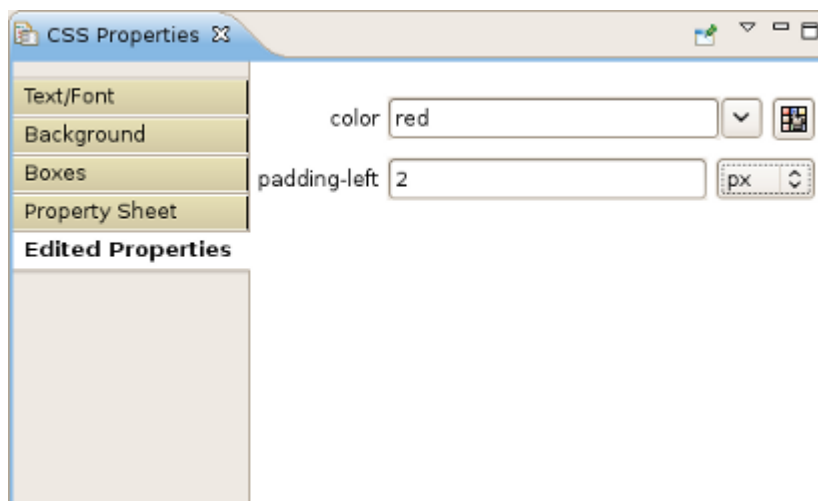 CSS Properties
Text/Font
Background
Boxes
Property Sheet
Edited Properties
color red
padding-left 2 px